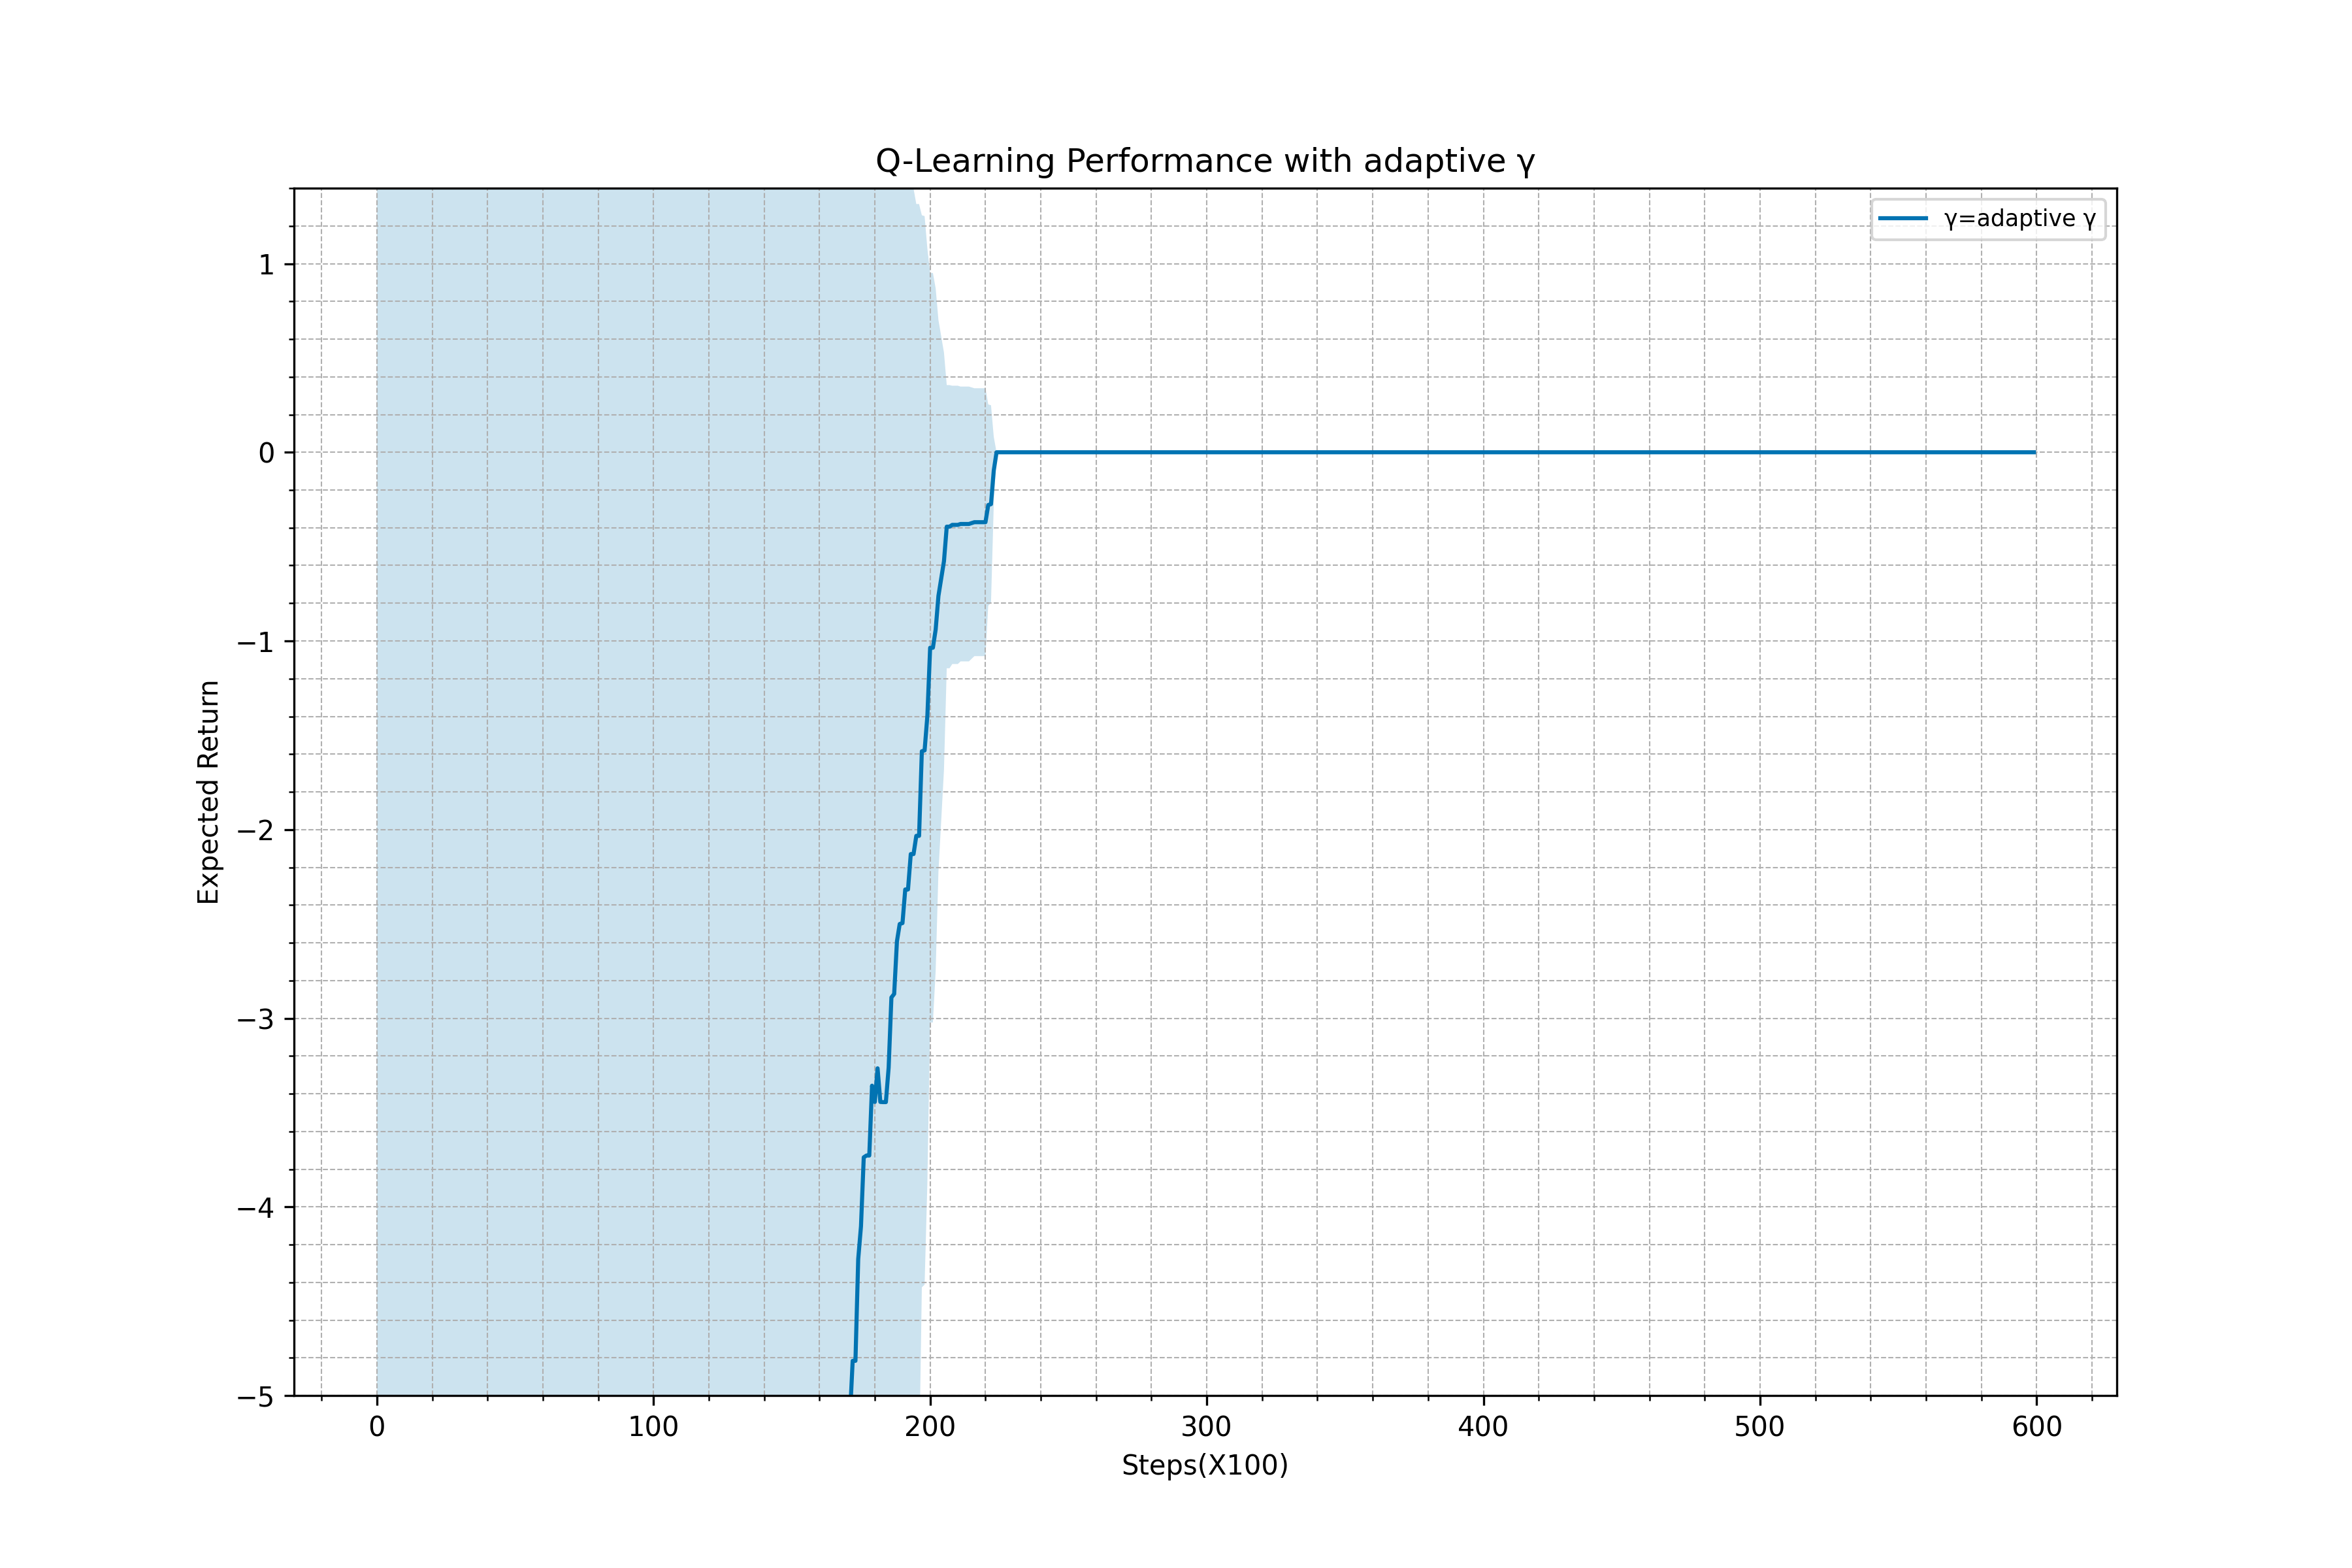 Q-Learning Performance with adaptive γ
γ=adaptive γ
1
0
−1
−2
−3
−4
−5
Expected Return
0 100 200 300 400 500 600
Steps(X100)